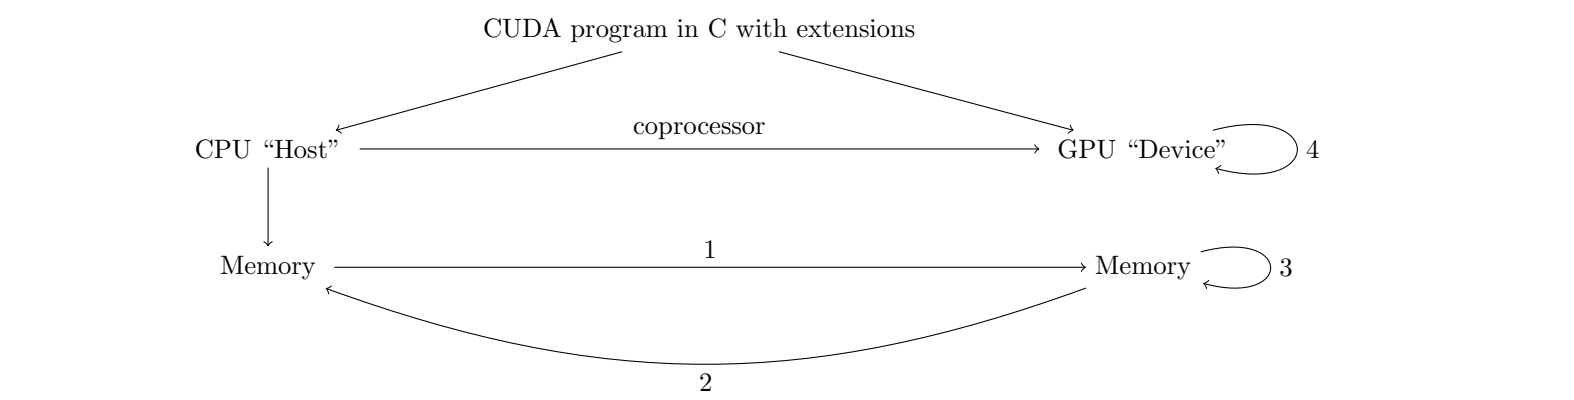 CUDA program in C with extensions
coprocessor
CPU “Host”
GPU “Device”
4
1
Memory
Memory
3
2